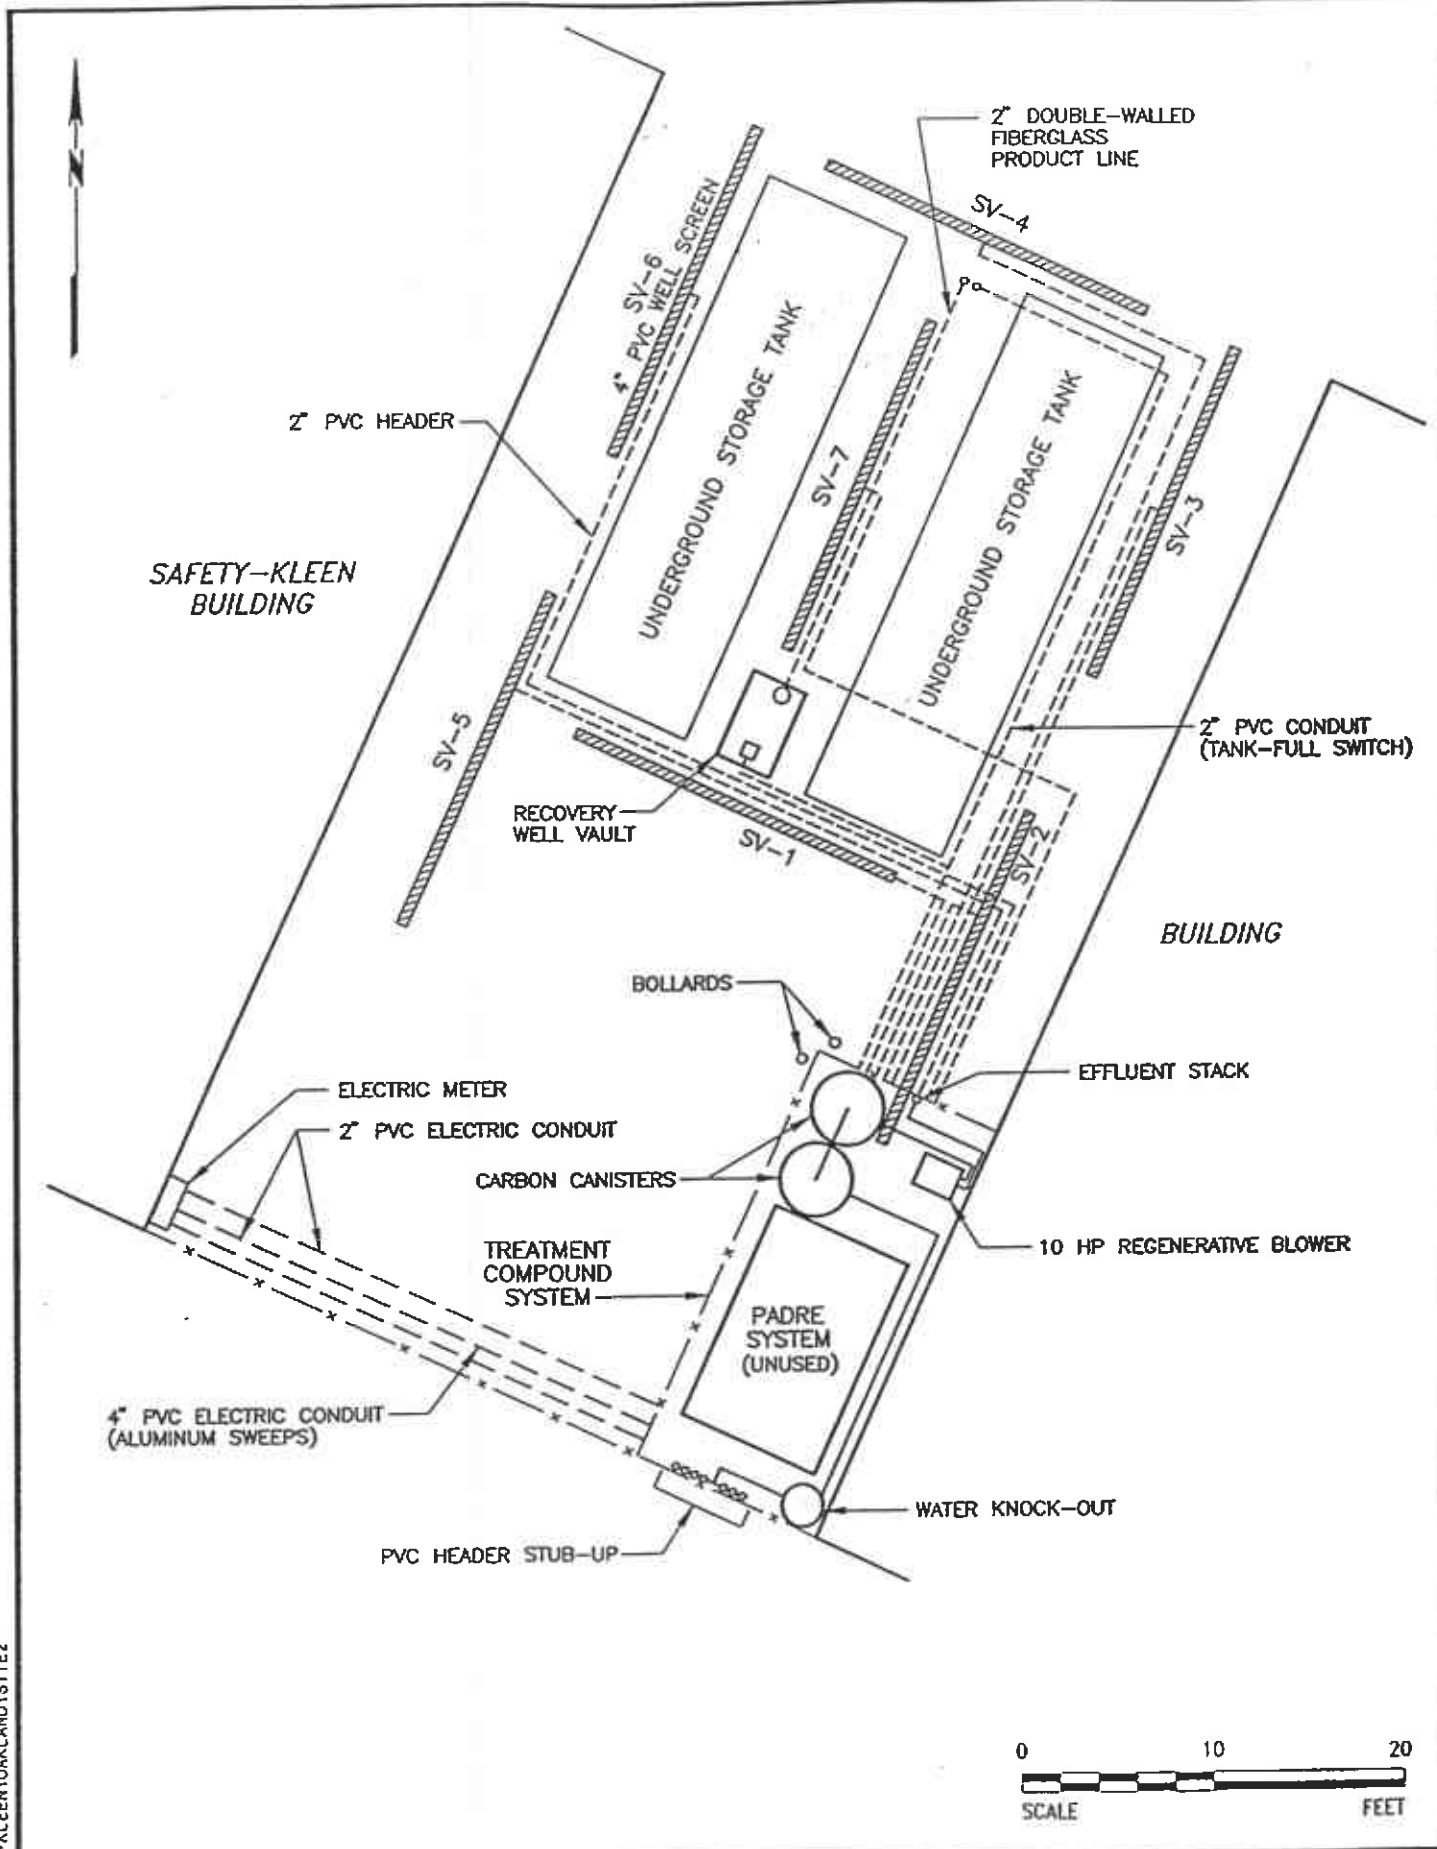 N
2" DOUBLE-WALLED
FIBERGLASS
PRODUCT LINE
SV-4
SV-6
4" PVC WELL SCREEN
UNDERGROUND STORAGE TANK
2" PVC HEADER
SV-7
UNDERGROUND STORAGE TANK
SV-3
SAFETY-KLEEN
BUILDING
SV-5
2" PVC CONDUIT
(TANK-FULL SWITCH)
RECOVERY
WELL VAULT
SV-1
SV-2
BUILDING
BOLLARDS
EFFLUENT STACK
ELECTRIC METER
2" PVC ELECTRIC CONDUIT
CARBON CANISTERS
10 HP REGENERATIVE BLOWER
TREATMENT
COMPOUND
SYSTEM
PADRE
SYSTEM
(UNUSED)
4" PVC ELECTRIC CONDUIT
(ALUMINUM SWEEPS)
WATER KNOCK-OUT
PVC HEADER STUB-UP
0 10 20
SCALE FEET